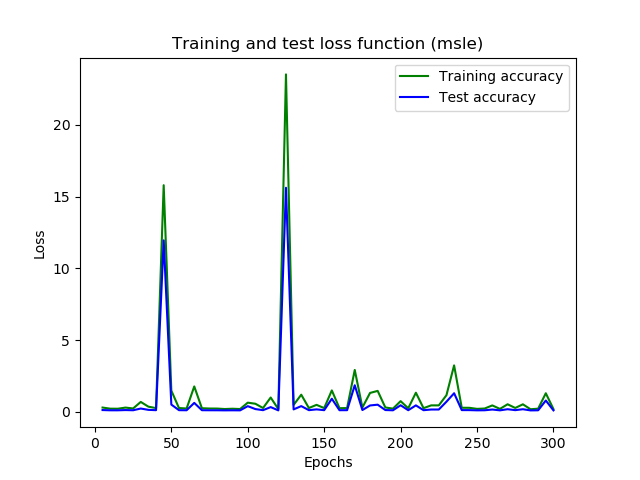 Training and test loss function (msle)
Training accuracy
Test accuracy
20
15
10
5
0
Loss
0 50 100 150 200 250 300
Epochs